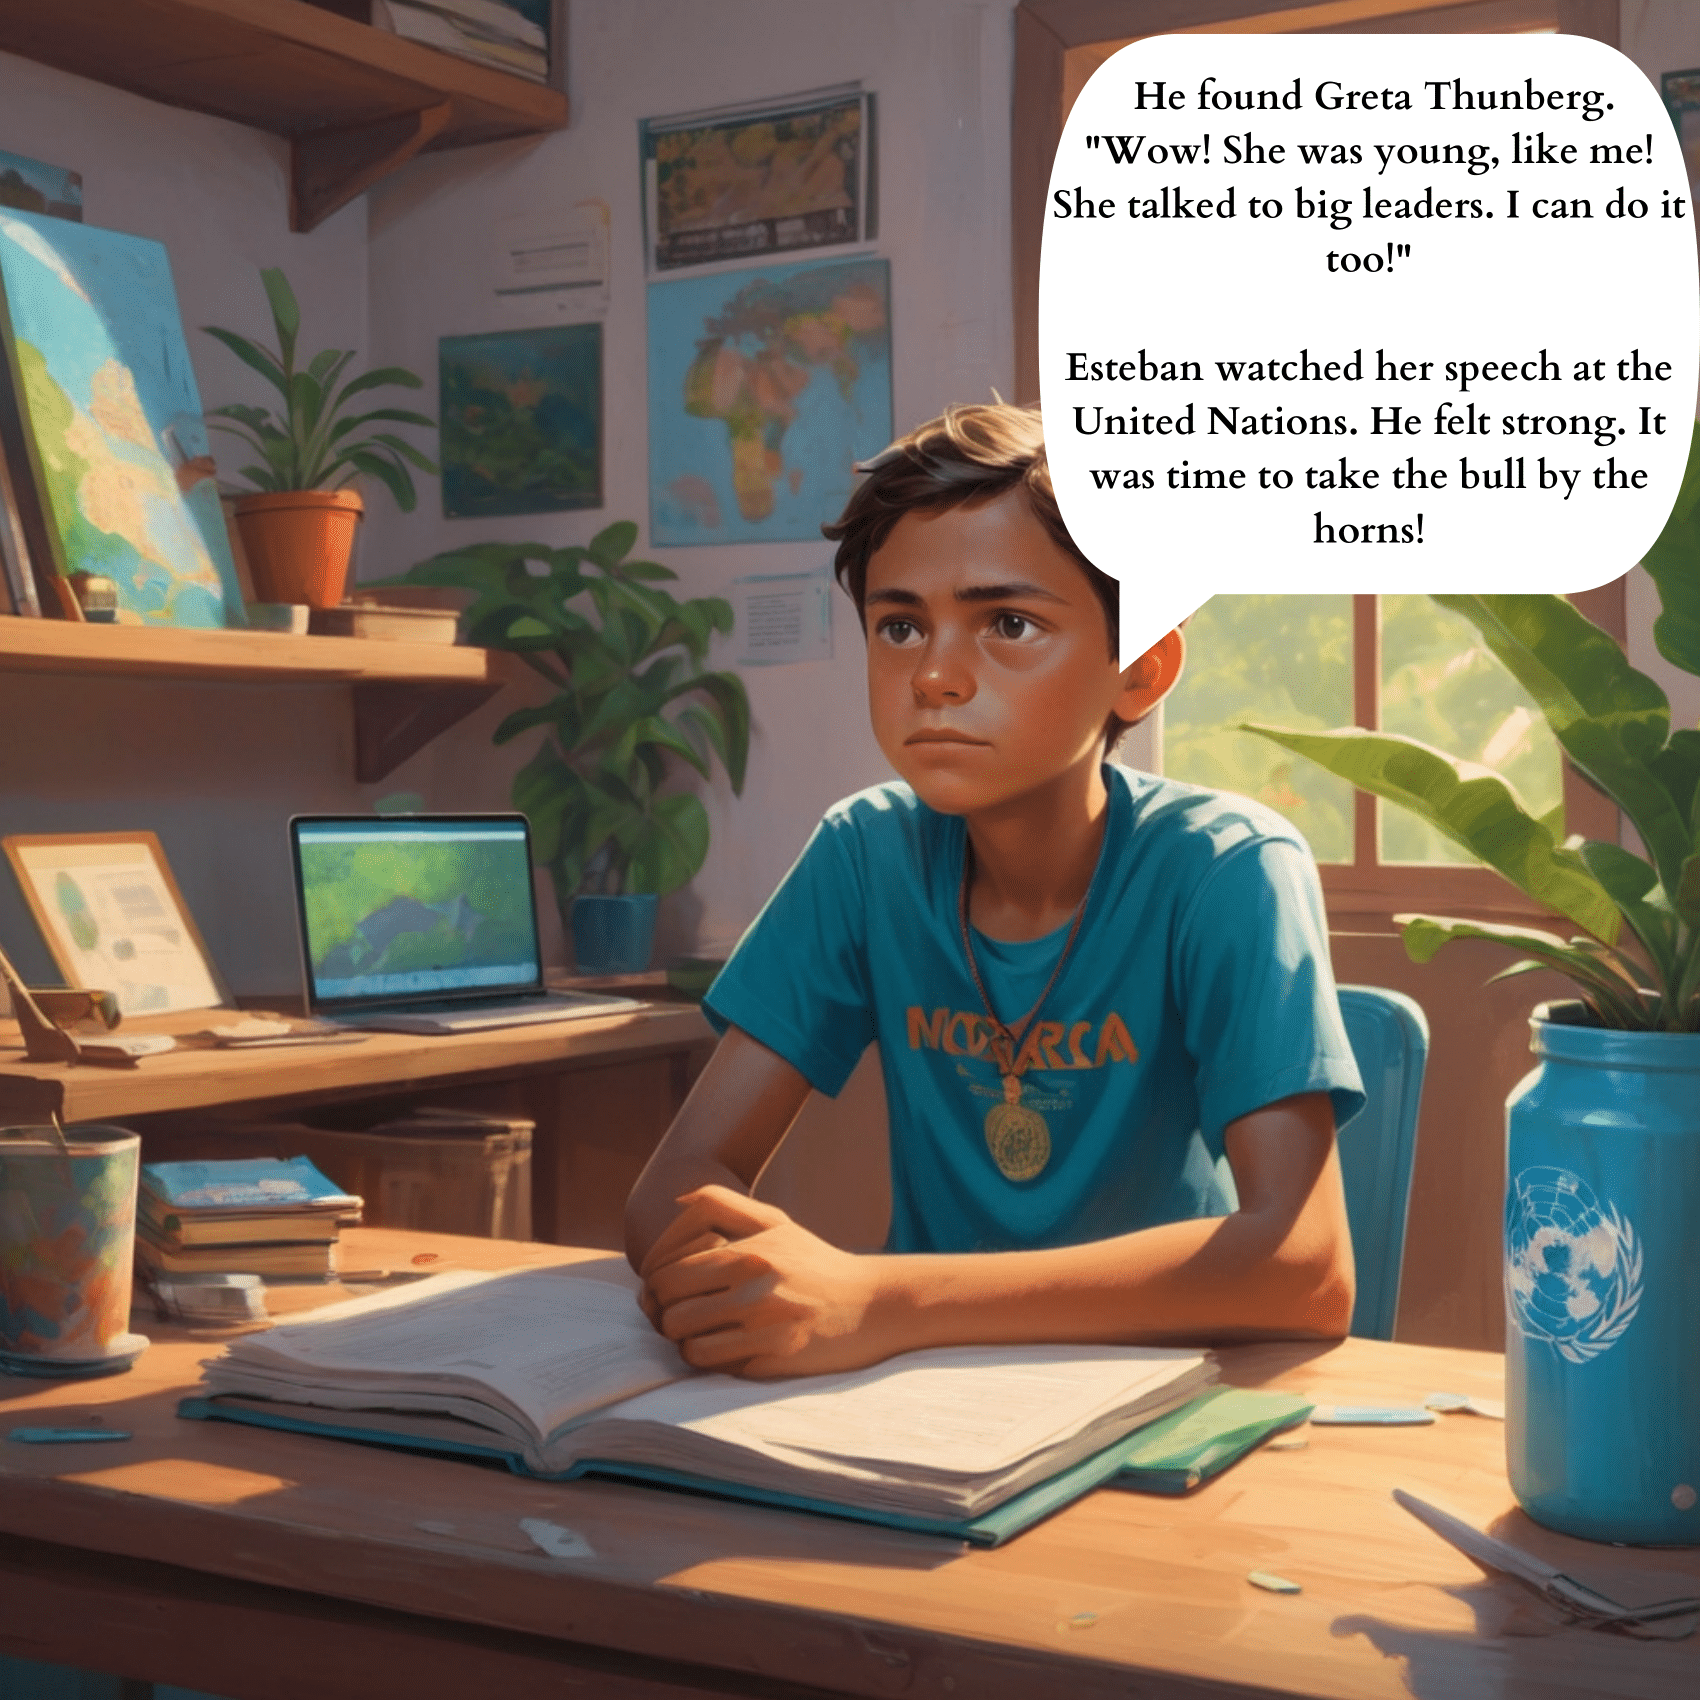 He found Greta Thunberg.
"Wow! She was young, like me!
She talked to big leaders. I can do it
too!"
Esteban watched her speech at the
United Nations. He felt strong. It
was time to take the bull by the
horns!